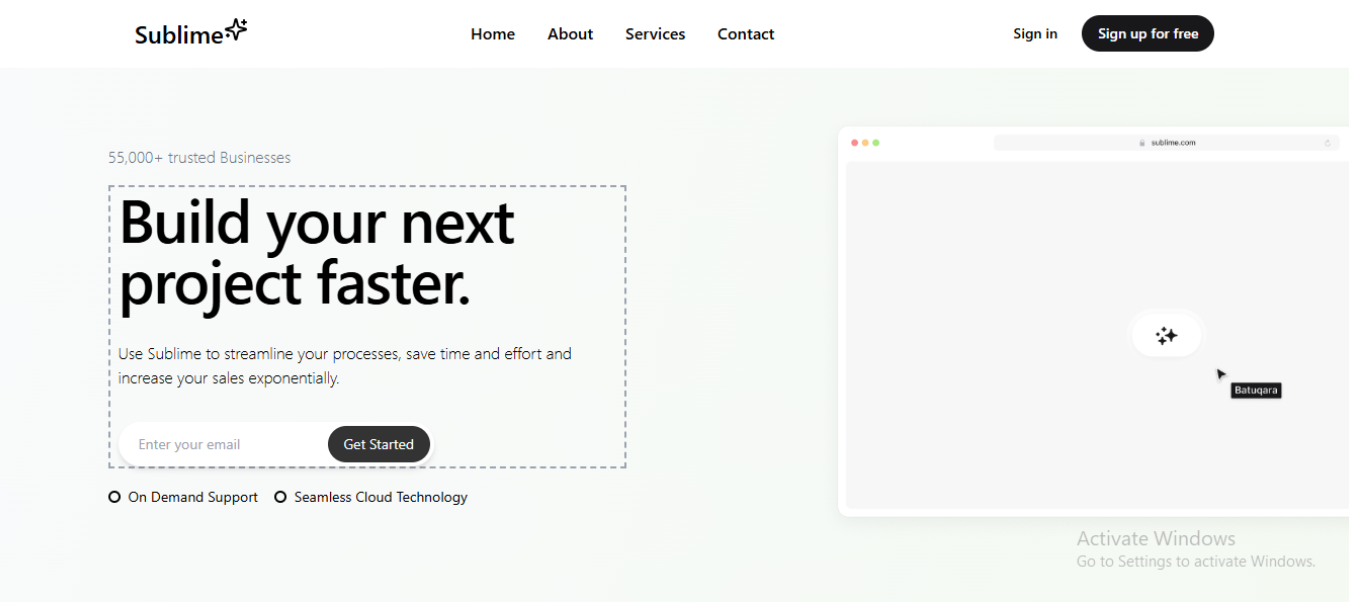 Sublime
Home About Services Contact
Sign in Sign up for free
55,000+ trusted Businesses
sublime.com
Build your next
project faster.
Use Sublime to streamline your processes, save time and effort and
increase your sales exponentially.
Batuqara
Enter your email Get Started
On Demand Support Seamless Cloud Technology
Activate Windows
Go to Settings to activate Windows.